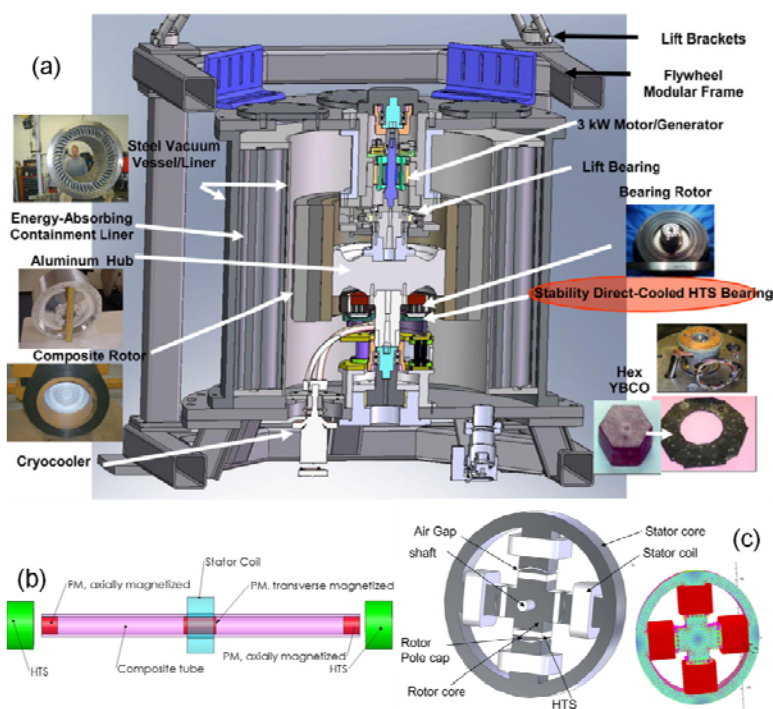 (a)
Lift Brackets
Flywheel
Modular Frame
3 kW Motor/Generator
Steel Vacuum
Vessel/Liner
Lift Bearing
Bearing Rotor
Energy-Absorbing
Containment Liner
Aluminum Hub
Stability Direct-Cooled HTS Bearing
Composite Rotor
Hex
YBCO
Cryocooler
(b)
Stator Coil
PM, axially magnetized
PM, transverse magnetized
PM, axially magnetized
HTS
Composite tube
HTS
(c)
Air Gap
shaft
Stator core
Stator coil
Rotor
Pole cap
Rotor core
HTS